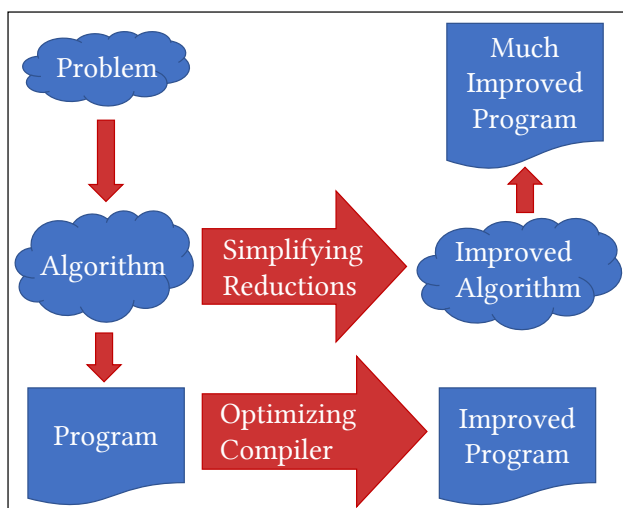 Problem
Much
Improved
Program
Algorithm
Simplifying
Reductions
Improved
Algorithm
Program
Optimizing
Compiler
Improved
Program